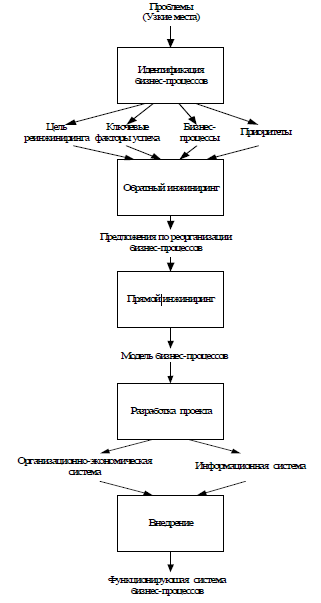 Проблемы
(Узкие места)
Идентификация
бизнес-процессов
Цель
реинжиниринга
Ключевые
факторы успеха
Бизнес-
процессы
Приоритеты
Обратный инжиниринг
Предложения по реорганизации
бизнес-процессов
Прямой инжиниринг
Модель бизнес-процессов
Разработка проекта
Организационно-экономическая
система
Информационная система
Внедрение
Функционирующая система
бизнес-процессов